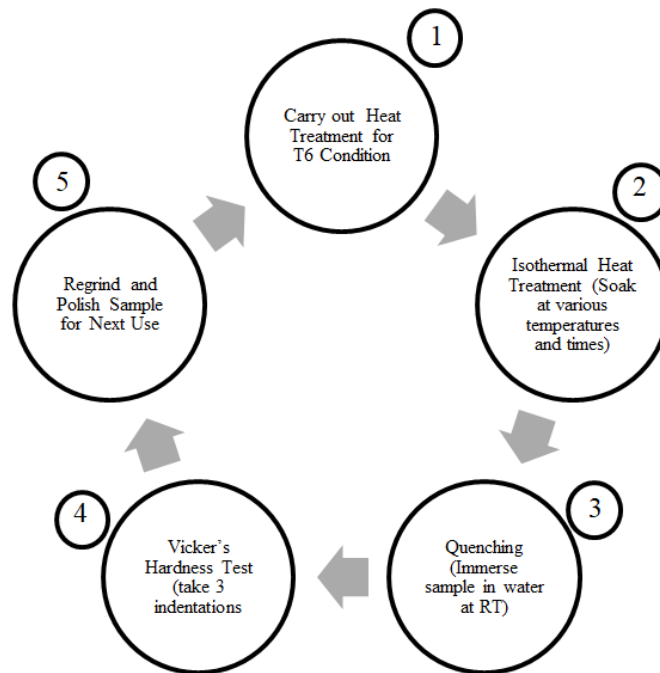 1
Carry out Heat
Treatment for
T6 Condition
2
Isothermal Heat
Treatment (Soak
at various
temperatures
and times)
3
Quenching
(Immerse
sample in water
at RT)
4
Vicker’s
Hardness Test
(take 3
indentations
5
Regrind and
Polish Sample
for Next Use